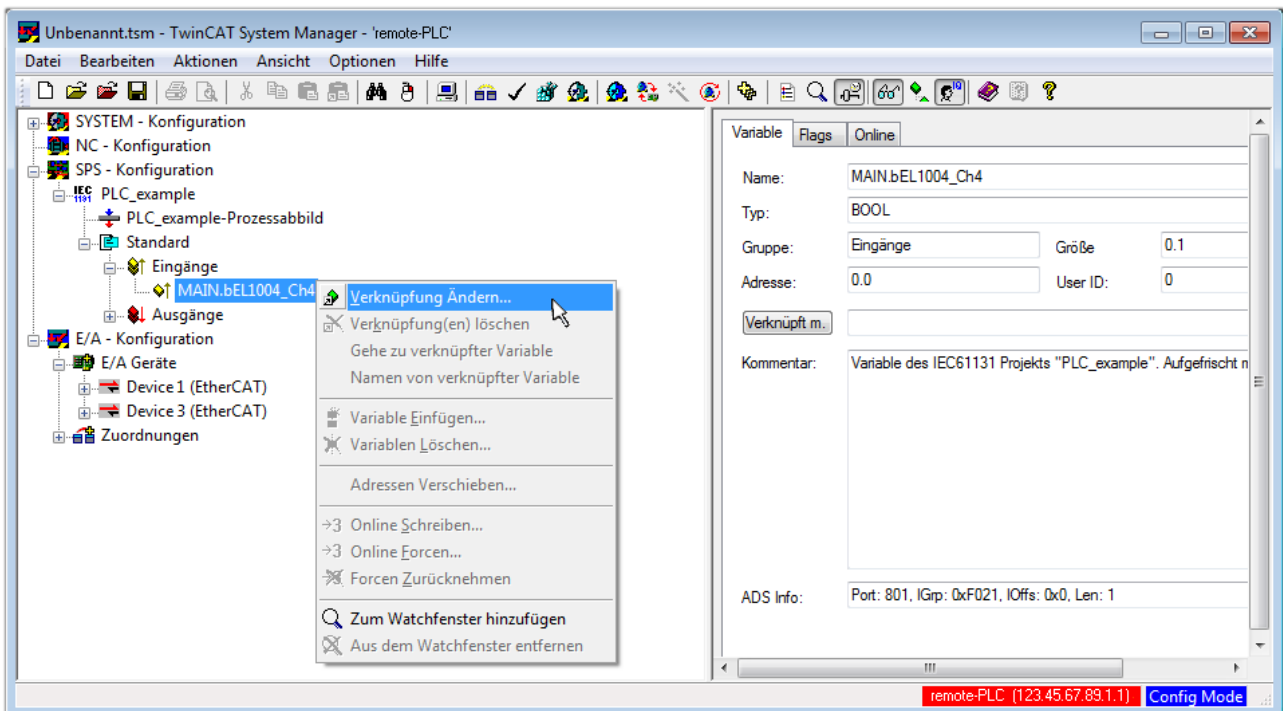 Unbenannt.tsm - TwinCAT System Manager - 'remote-PLC'
Datei Bearbeiten Aktionen Ansicht Optionen Hilfe
SYSTEM - Konfiguration
NC - Konfiguration
SPS - Konfiguration
IEC 1131 PLC_example
PLC_example-Prozessabbild
Standard
Eingänge
MAIN.bEL1004_Ch4
Ausgänge
E/A - Konfiguration
E/A Geräte
Device 1 (EtherCAT)
Device 3 (EtherCAT)
Zuordnungen
Verknüpfung Ändern...
Verknüpfung(en) löschen
Gehe zu verknüpfter Variable
Namen von verknüpfter Variable
Variable Einfügen...
Variablen Löschen...
Adressen Verschieben...
→3 Online Schreiben...
→3 Online Forcen...
Forcen Zurücknehmen
Zum Watchfenster hinzufügen
Aus dem Watchfenster entfernen
Variable Flags Online
Name: MAIN.bEL1004_Ch4
Typ: BOOL
Gruppe: Eingänge Größe 0.1
Adresse: 0.0 User ID: 0
Verknüpft m.
Kommentar: Variable des IEC61131 Projekts "PLC_example". Aufgefrischt
ADS Info: Port: 801, IGrp: 0xF021, IOffs: 0x0, Len: 1
remote-PLC (123.45.67.89.1.1) Config Mode